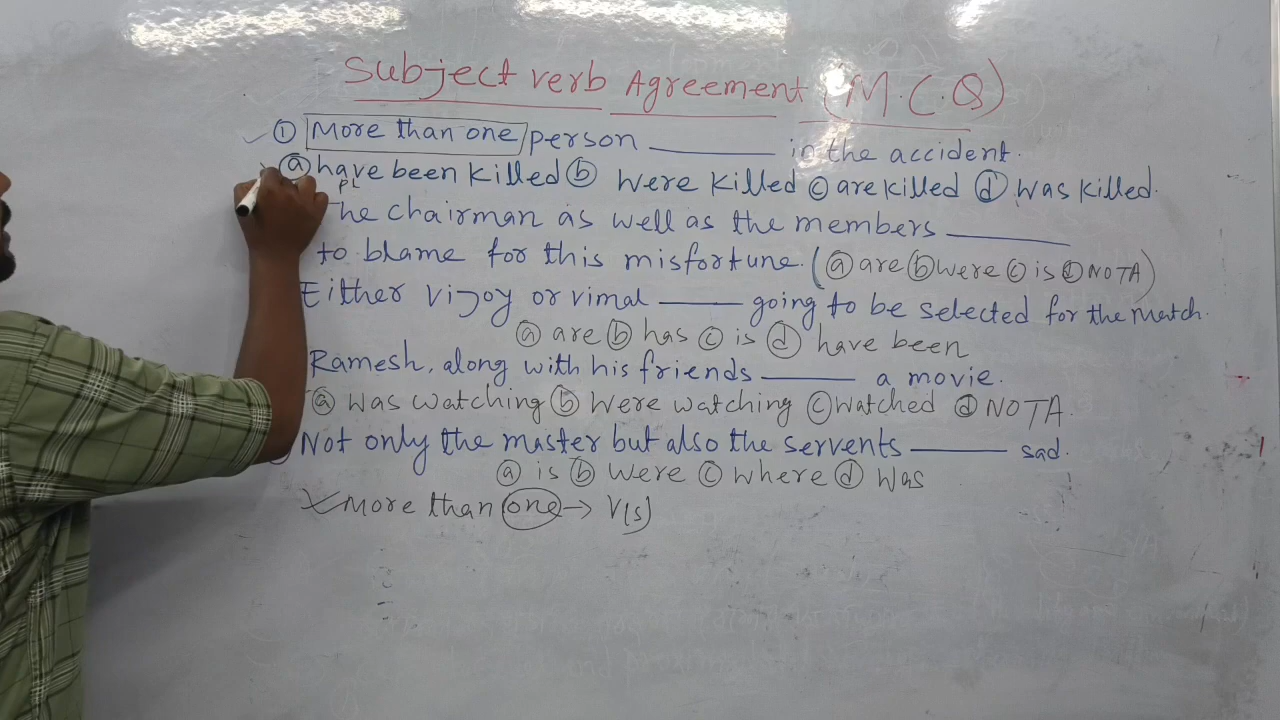 Subject verb Agreement (M.C.Q)
① More than one person ______ in the accident.
ⓐ have been killed ⓑ were killed ⓒ are killed ⓓ was killed.
PL
The chairman as well as the members ______
to blame for this misfortune. (ⓐ are ⓑ were ⓒ is ⓓ NOTA)
Either Vijoy or vimal ______ going to be selected for the match.
ⓐ are ⓑ has ⓒ is ⓓ have been
Ramesh, along with his friends ______ a movie.
ⓐ was watching ⓑ were watching ⓒ watched ⓓ NOTA.
Not only the master but also the servents ______ sad.
ⓐ is ⓑ were ⓒ where ⓓ was
More than one → V(s)